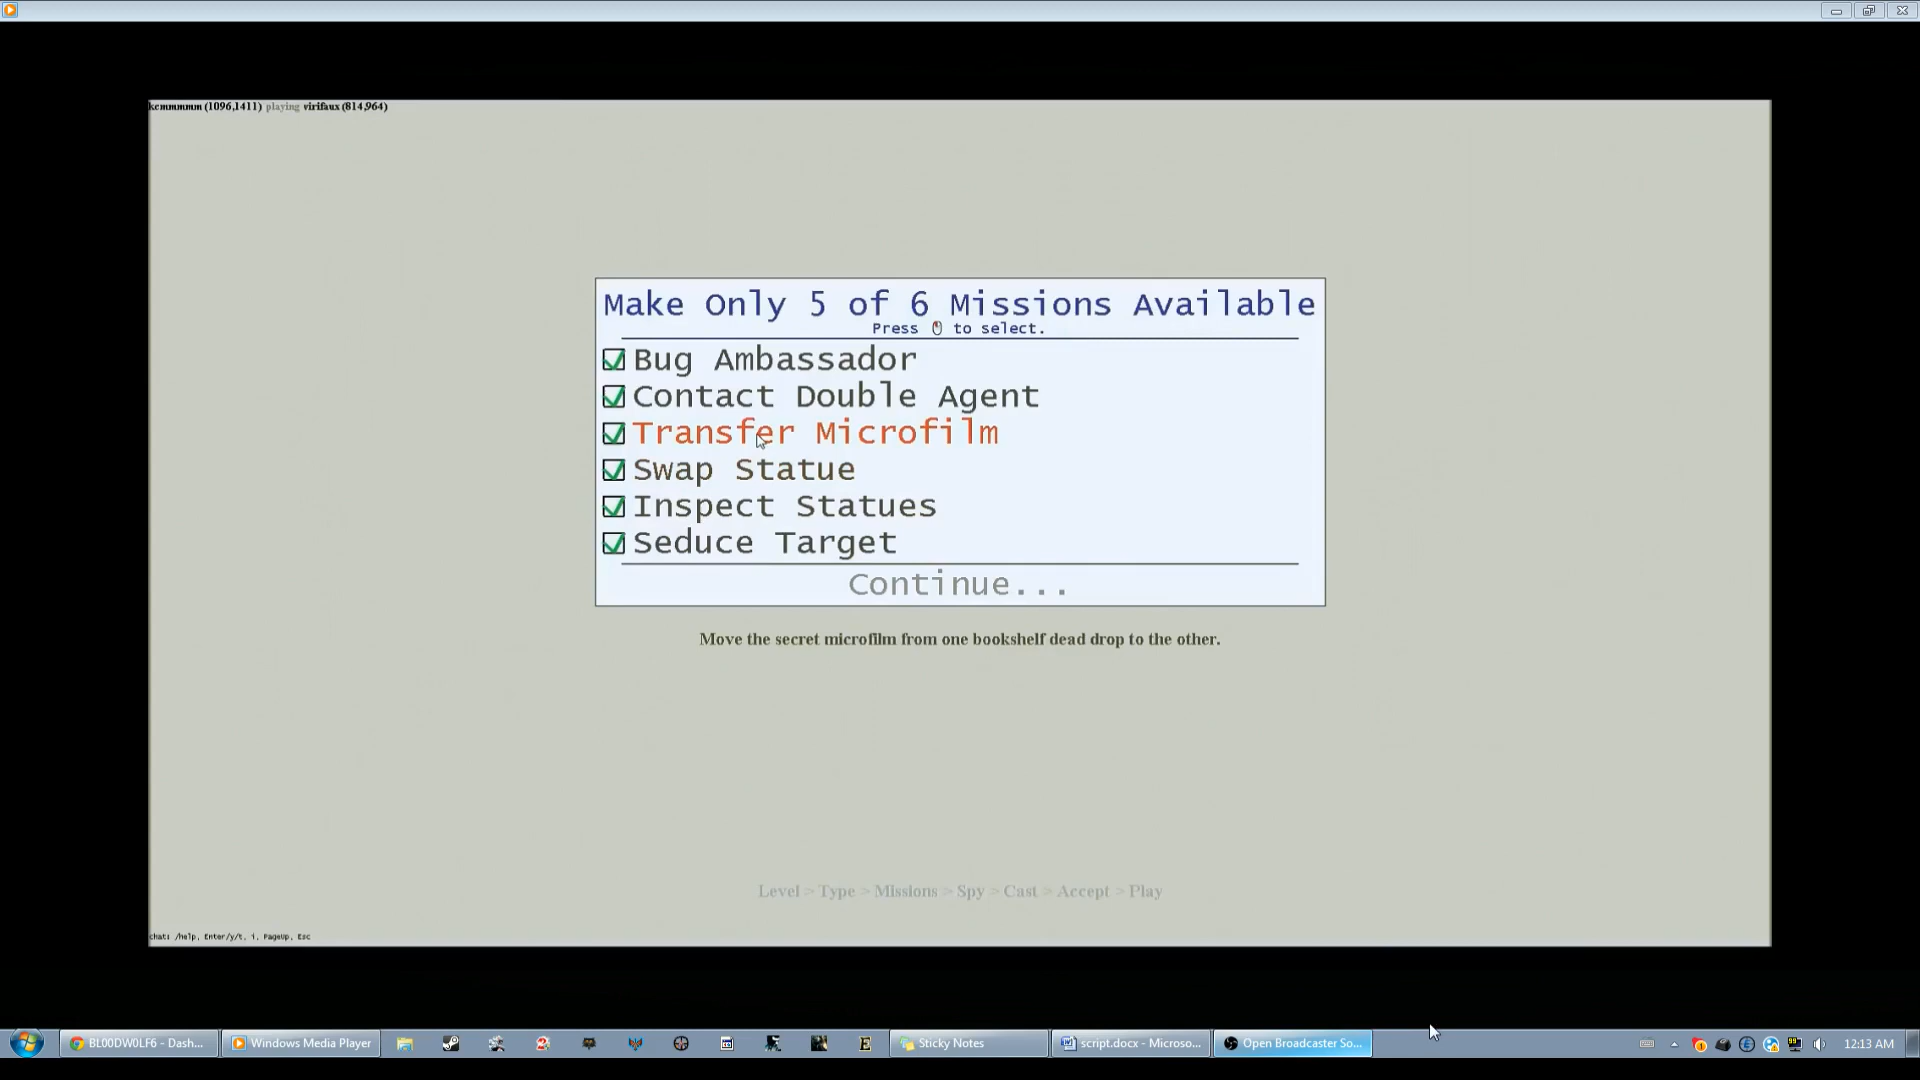 kcmmmmm (1096,1411) playing virifaux (814,964)
Make Only 5 of 6 Missions Available
Press to select.
Bug Ambassador
Contact Double Agent
Transfer Microfilm
Swap Statue
Inspect Statues
Seduce Target
Continue...
Move the secret microfilm from one bookshelf dead drop to the other.
Level > Type > Missions > Spy > Cast > Accept > Play
chat: /help, Enter/y/t, i, PageUp, Esc
BL00DW0LF6 - Dash...
Windows Media Player
Sticky Notes
script.docx - Microso...
Open Broadcaster So...
12:13 AM